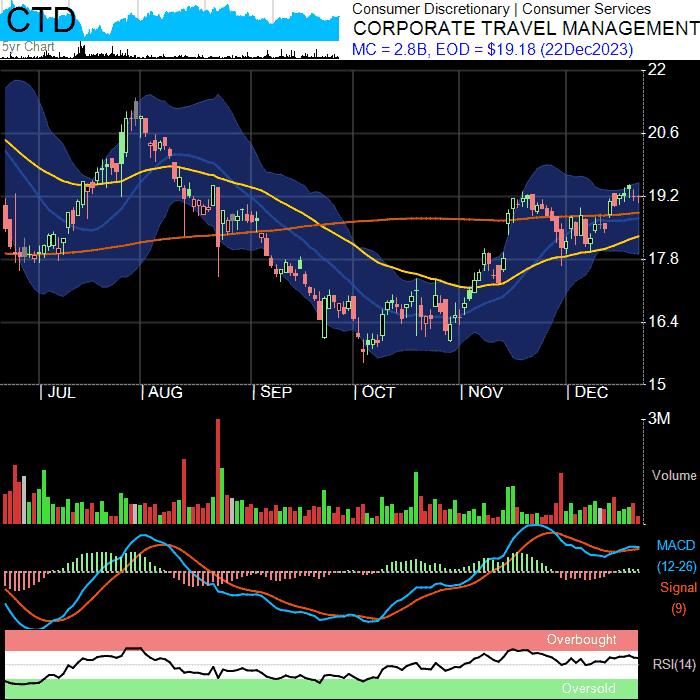 CTD
5yr Chart
Consumer Discretionary | Consumer Services
CORPORATE TRAVEL MANAGEMENT
MC = 2.8B, EOD = $19.18 (22Dec2023)
22
20.6
19.2
17.8
16.4
15
| JUL | AUG | SEP | OCT | NOV | DEC
3M
Volume
MACD
(12-26)
Signal
(9)
Overbought
RSI(14)
Oversold